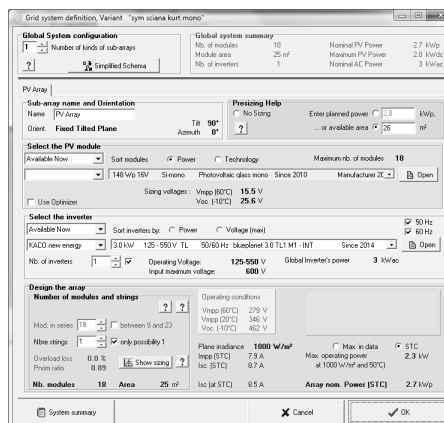 Grid system definition, Variant "sym sciana kurt mono"
Global System configuration
1 Number of kinds of sub-arrays
? Simplified Schema
Global system summary
Nb. of modules 18 Nominal PV Power 2.7 kWp
Module area 25 m² Maximum PV Power 2.0 kWdc
Nb. of inverters 1 Nominal AC Power 3 kWac
PV Array
Sub-array name and Orientation
Name PV Array
Orient. Fixed Tilted Plane Tilt 90°
Azimuth 0°
Presizing Help
No Sizing Enter planned power 2.8 kWp,
? ... or available area 26 m²
Select the PV module
Available Now Sort modules Power Technology Maximum nb. of modules 18
148 Wp 16V Si-mono Photovoltaic glass mono Since 2010 Manufacturer 2 Open
Sizing voltages : Vmpp (60°C) 15.5 V
Use Optimizer Voc (-10°C) 25.6 V
Select the inverter
50 Hz
Available Now Sort inverters by: Power Voltage (max) 60 Hz
KACO new energy 3.0 kW 125 - 550 V TL 50/60 Hz blueplanet 3.0 TL1 M1 - INT Since 2014 Open
Nb. of inverters 1 Operating Voltage: 125-550 V Global Inverter's power 3 kWac
Input maximum voltage: 600 V
Design the array
Number of modules and strings
? ?
Mod. in series 18 between 9 and 23
Nbre strings 1 only possibility 1
Overload loss 0.0 %
Pnom ratio 0.89 Show sizing ?
Nb. modules 18 Area 25 m²
Operating conditions
Vmpp (60°C) 279 V
Vmpp (20°C) 346 V
Voc (-10°C) 462 V
Plane irradiance 1000 W/m² Max. in data STC
Impp (STC) 7.9 A Max. operating power 2.3 kW
Isc (STC) 8.7 A at 1000 W/m² and 50°C)
Isc (at STC) 8.5 A Array nom. Power (STC) 2.7 kWp
System summary Cancel OK